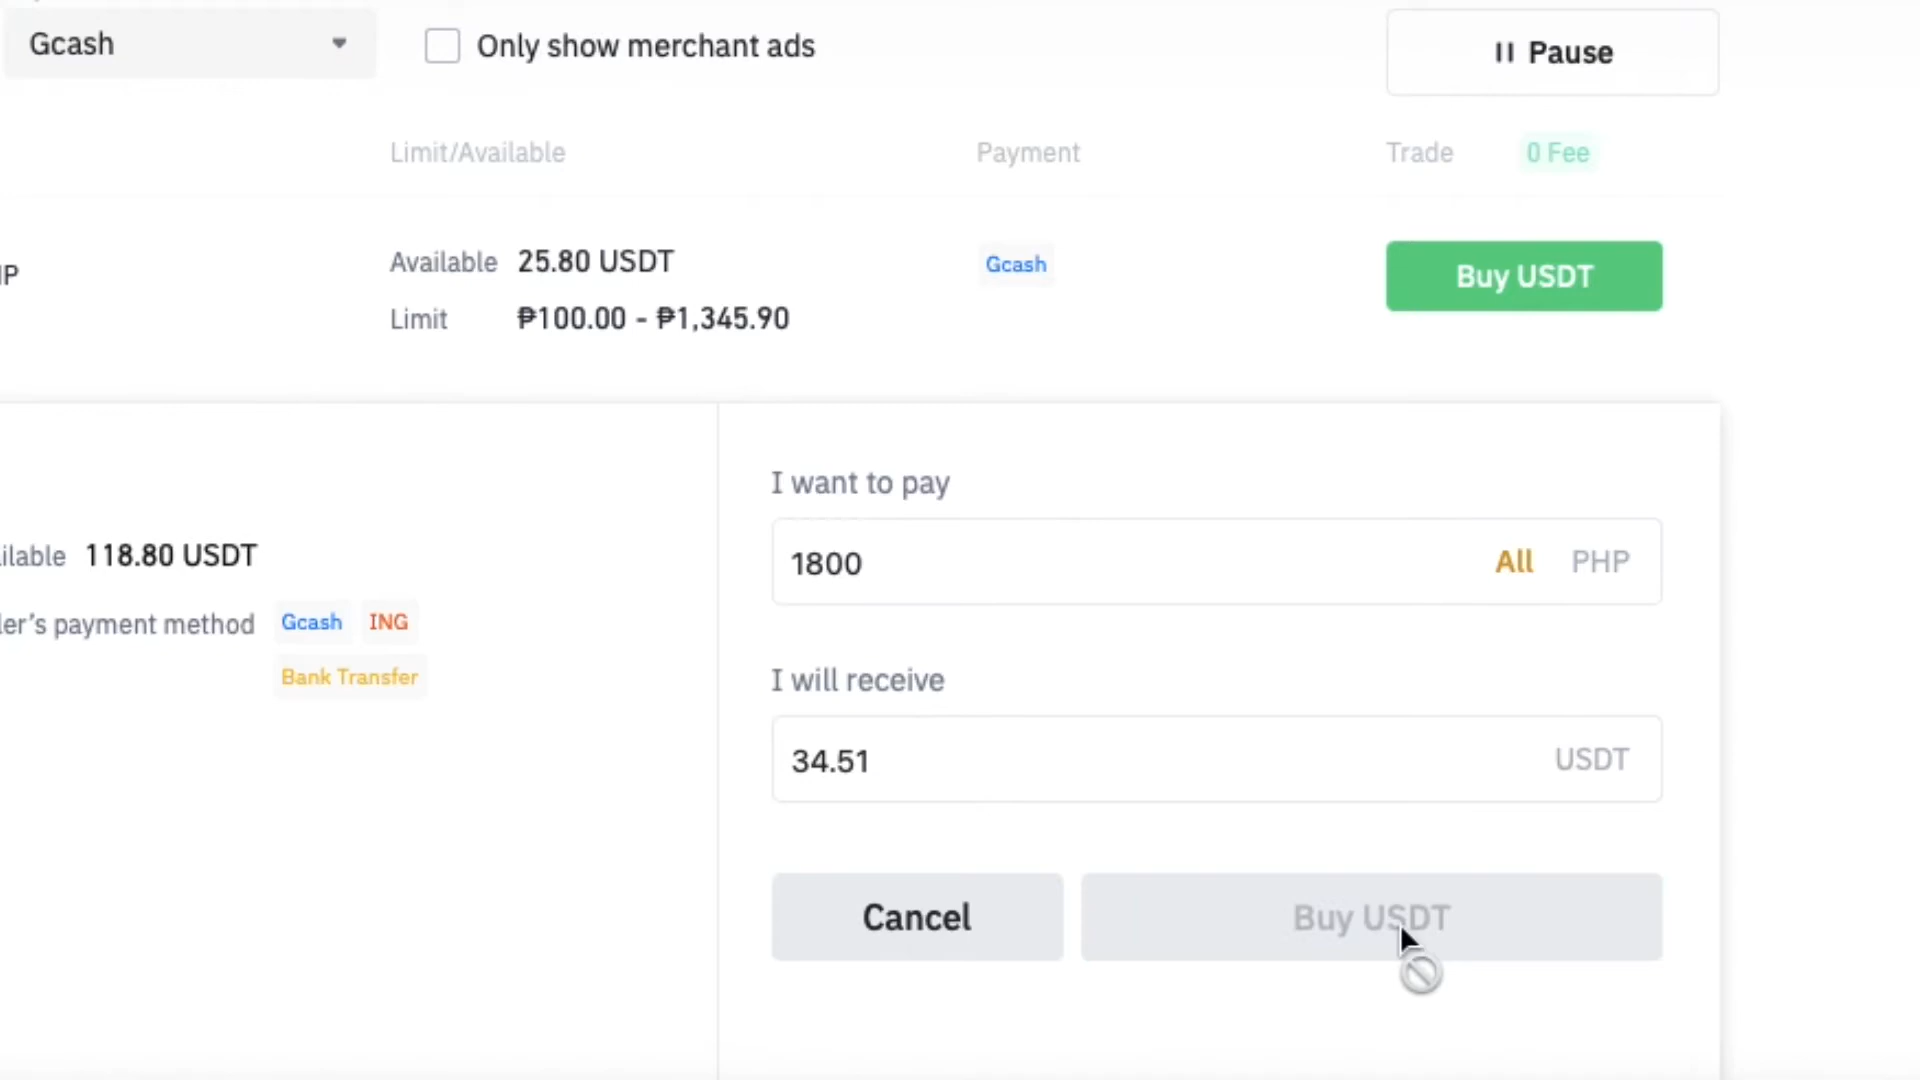 Gcash
Only show merchant ads
Pause
Limit/Available
Payment
Trade
0 Fee
Available 25.80 USDT
Gcash
Buy USDT
Limit ₱100.00 - ₱1,345.90
I want to pay
1800 All PHP
118.80 USDT
payment method Gcash ING
Bank Transfer
I will receive
34.51 USDT
Cancel
Buy USDT